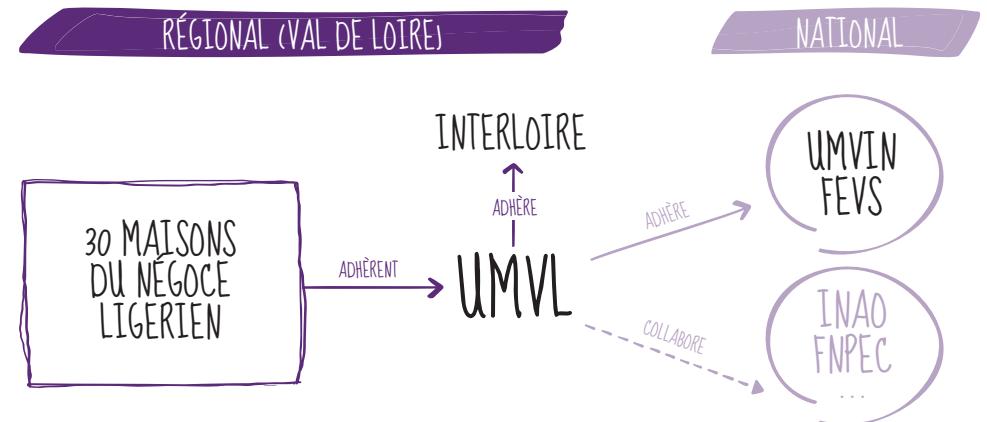 RÉGIONAL (VAL DE LOIRE)
NATIONAL
INTERLOIRE
ADHÈRE
30 MAISONS
DU NÉGOCE
LIGERIEN
ADHÈRENT
UMVL
ADHÈRE
UMVIN
FEVS
COLLABORE
INAO
FNPEC
...